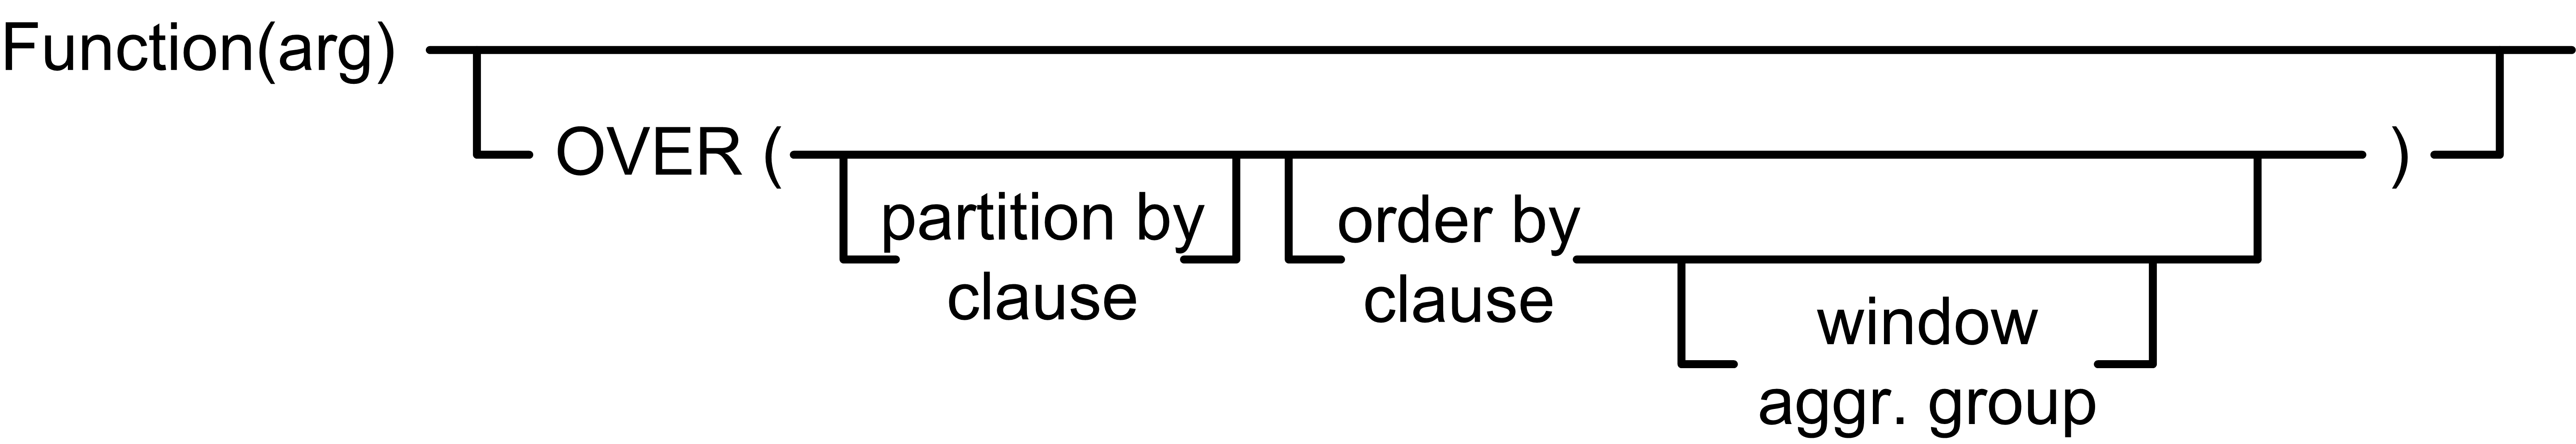 Function(arg)
OVER ( )
partition by
clause
order by
clause
window
aggr. group